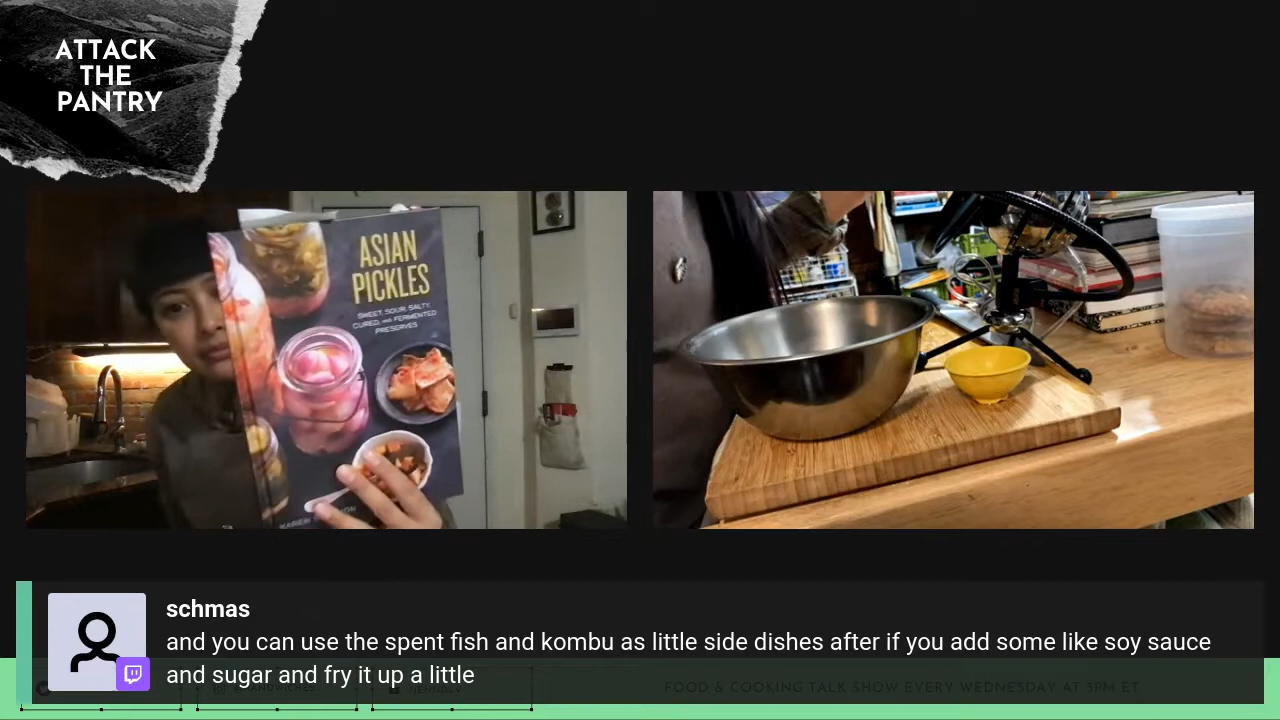 ATTACK
THE
PANTRY
ASIAN
PICKLES
SWEET, SOUR, SALTY,
CURED, AND FERMENTED
PRESERVES
KAREN
schmas
and you can use the spent fish and kombu as little side dishes after if you add some like soy sauce
and sugar and fry it up a little
FOOD & COOKING TALK SHOW EVERY WEDNESDAY AT 3PM ET